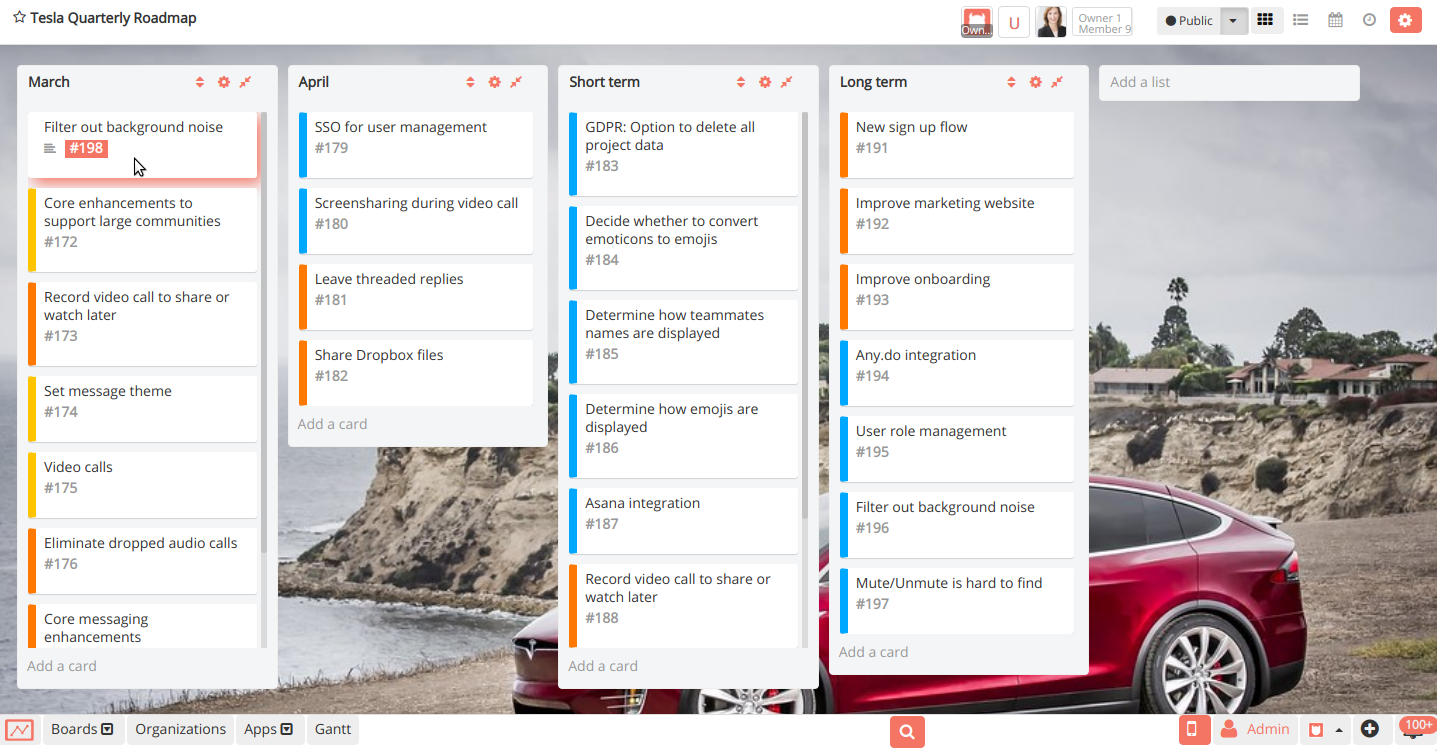 Tesla Quarterly Roadmap
Own...
U
Owner 1
Member 9
Public
March
Filter out background noise
#198
Core enhancements to
support large communities
#172
Record video call to share or
watch later
#173
Set message theme
#174
Video calls
#175
Eliminate dropped audio calls
#176
Core messaging
enhancements
Add a card
April
SSO for user management
#179
Screensharing during video call
#180
Leave threaded replies
#181
Share Dropbox files
#182
Add a card
Short term
GDPR: Option to delete all
project data
#183
Decide whether to convert
emoticons to emojis
#184
Determine how teammates
names are displayed
#185
Determine how emojis are
displayed
#186
Asana integration
#187
Record video call to share or
watch later
#188
Add a card
Long term
New sign up flow
#191
Improve marketing website
#192
Improve onboarding
#193
Any.do integration
#194
User role management
#195
Filter out background noise
#196
Mute/Unmute is hard to find
#197
Add a card
Add a list
Boards
Organizations
Apps
Gantt
Admin
100+